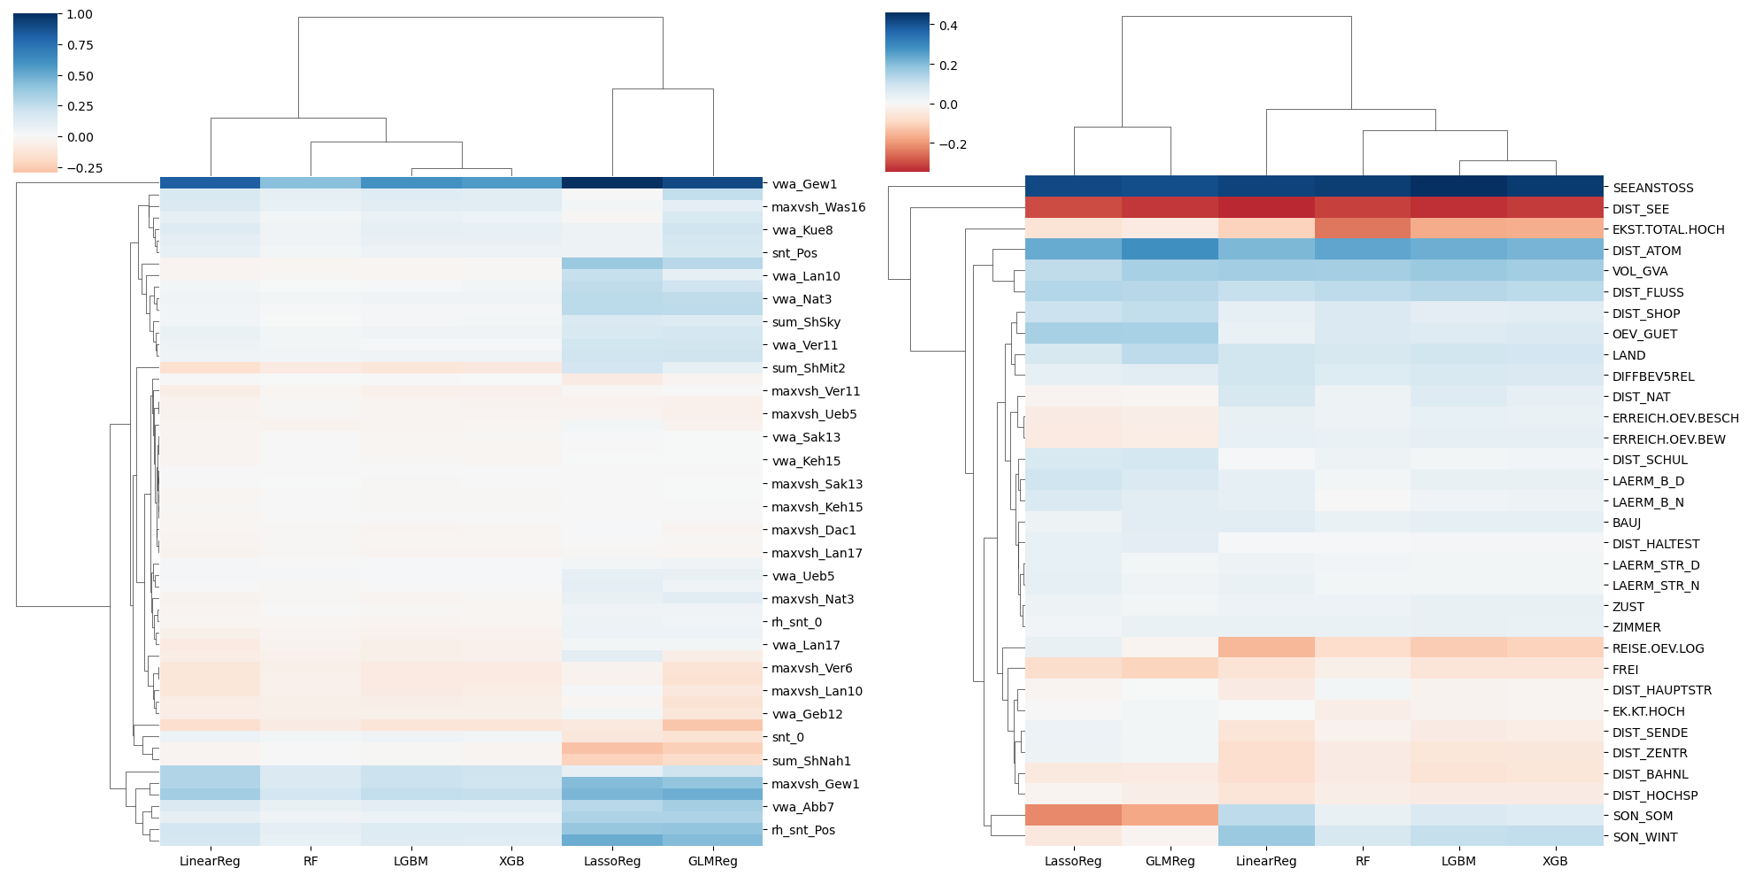 1.00
0.75
0.50
0.25
0.00
−0.25
vwa_Gew1
maxvsh_Was16
vwa_Kue8
snt_Pos
vwa_Lan10
vwa_Nat3
sum_ShSky
vwa_Ver11
sum_ShMit2
maxvsh_Ver11
maxvsh_Ueb5
vwa_Sak13
vwa_Keh15
maxvsh_Sak13
maxvsh_Keh15
maxvsh_Dac1
maxvsh_Lan17
vwa_Ueb5
maxvsh_Nat3
rh_snt_0
vwa_Lan17
maxvsh_Ver6
maxvsh_Lan10
vwa_Geb12
snt_0
sum_ShNah1
maxvsh_Gew1
vwa_Abb7
rh_snt_Pos
LinearReg RF LGBM XGB LassoReg GLMReg
0.4
0.2
0.0
−0.2
SEEANSTOSS
DIST_SEE
EKST.TOTAL.HOCH
DIST_ATOM
VOL_GVA
DIST_FLUSS
DIST_SHOP
OEV_GUET
LAND
DIFFBEV5REL
DIST_NAT
ERREICH.OEV.BESCH
ERREICH.OEV.BEW
DIST_SCHUL
LAERM_B_D
LAERM_B_N
BAUJ
DIST_HALTEST
LAERM_STR_D
LAERM_STR_N
ZUST
ZIMMER
REISE.OEV.LOG
FREI
DIST_HAUPTSTR
EK.KT.HOCH
DIST_SENDE
DIST_ZENTR
DIST_BAHNL
DIST_HOCHSP
SON_SOM
SON_WINT
LassoReg GLMReg LinearReg RF LGBM XGB